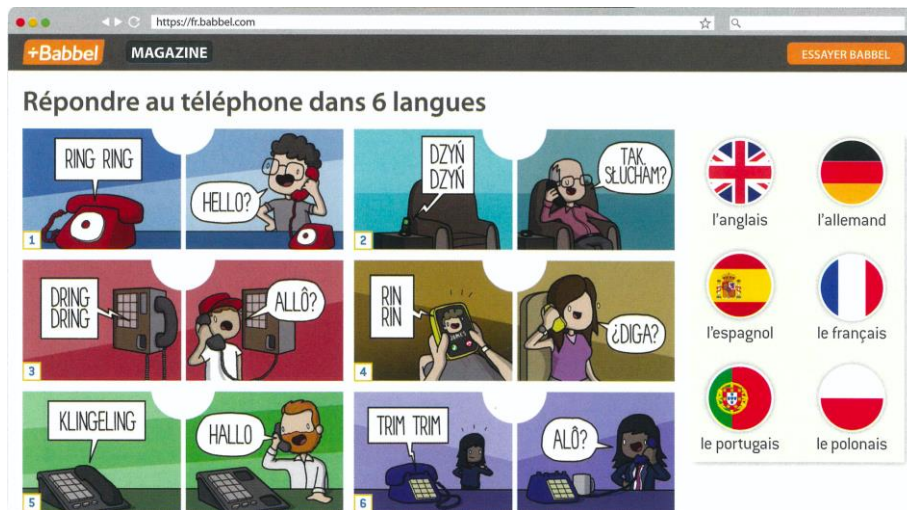 https://fr.babbel.com
+Babbel
MAGAZINE
ESSAYER BABBEL
Répondre au téléphone dans 6 langues
RING RING
HELLO?
1
DZYŃ
DZYŃ
TAK.
SŁUCHAM?
2
DRING
DRING
ALLÔ?
3
RIN
RIN
JAMES
¿DIGA?
4
KLINGELING
HALLO
5
TRIM TRIM
ALÔ?
6
l'anglais
l'allemand
l'espagnol
le français
le portugais
le polonais